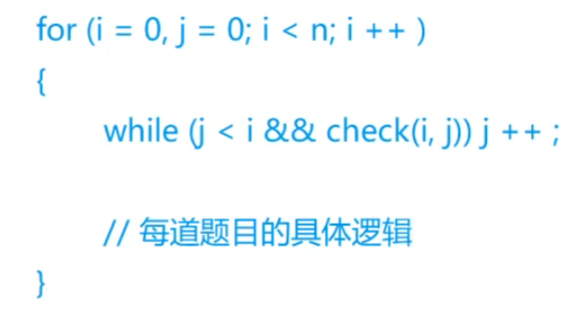 for (i = 0, j = 0; i < n; i ++ )
{
while (j < i && check(i, j)) j ++ ;
// 每道题目的具体逻辑
}